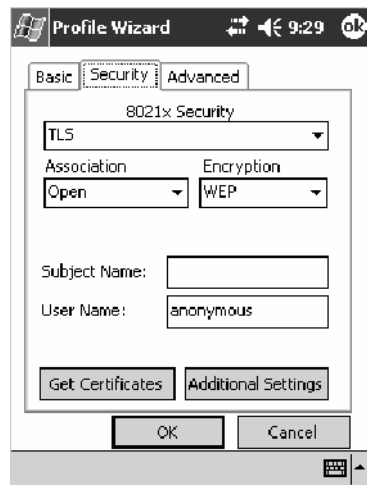 Profile Wizard 9:29 ok
Basic Security Advanced
8021x Security
TLS
Association Encryption
Open WEP
Subject Name:
User Name: anonymous
Get Certificates Additional Settings
OK Cancel